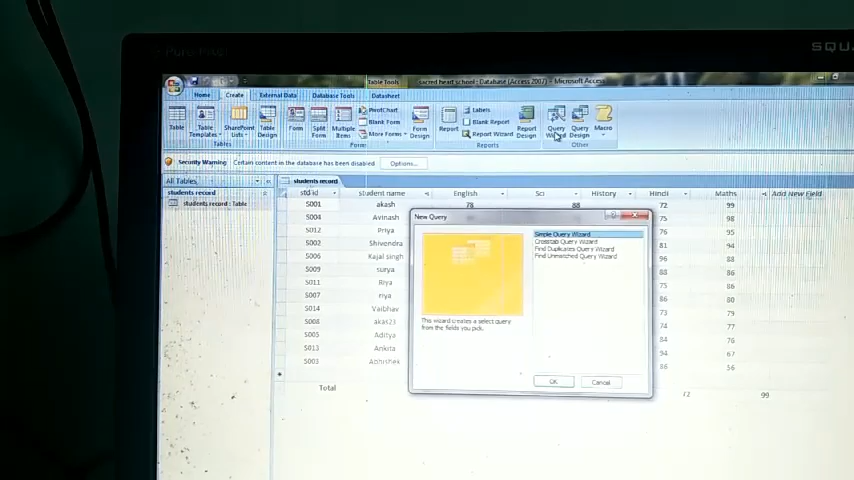 SQU
Table Tools
sacred heart school : Database (Access 2007) - Microsoft Access
Home Create External Data Database Tools Datasheet
PivotChart
Blank Form
More Forms
Labels
Blank Report
Report Wizard
Table Table Templates SharePoint Lists Table Design Form Split Form Multiple Items Form Design Report Report Design Query Wizard Query Design Macro
Tables Reports Other
Security Warning Certain content in the database has been disabled Options...
All Tables
students record
students record : Table
students record
std id student name English Sci History Hindi Maths Add New Field
S001 akash 78 88 72 99
S004 Avinash 75 98
S012 Priya 76 95
S002 Shivendra 81 94
S006 Kajal singh 96 88
S009 surya 88 86
S011 Riya 86
S007 riya 86 80
S014 Vaibhav 73 79
S008 akas23 74 77
S005 Aditya 84 76
S013 Ankita 94 67
S003 Abhishek 86 56
Total 72 99
New Query
Simple Query Wizard
Crosstab Query Wizard
Find Duplicates Query Wizard
Find Unmatched Query Wizard
This wizard creates a select query
from the fields you pick.
OK Cancel